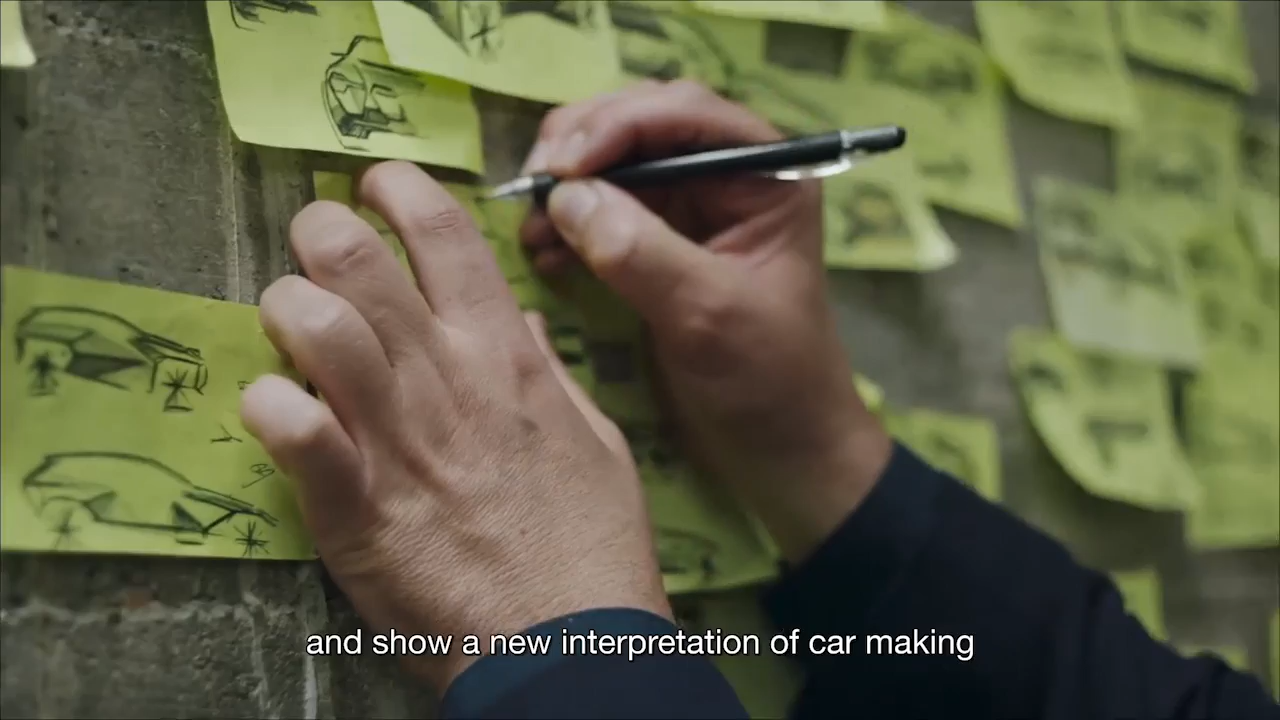 and show a new interpretation of car making